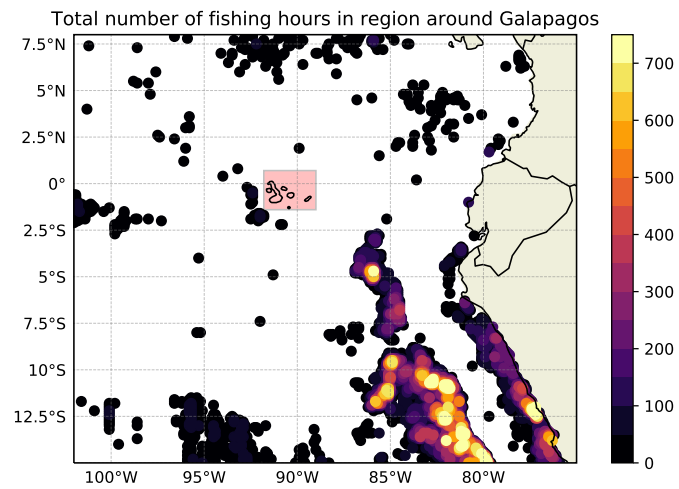 Total number of fishing hours in region around Galapagos
7.5°N
5°N
2.5°N
0°
2.5°S
5°S
7.5°S
10°S
12.5°S
100°W
95°W
90°W
85°W
80°W
700
600
500
400
300
200
100
0